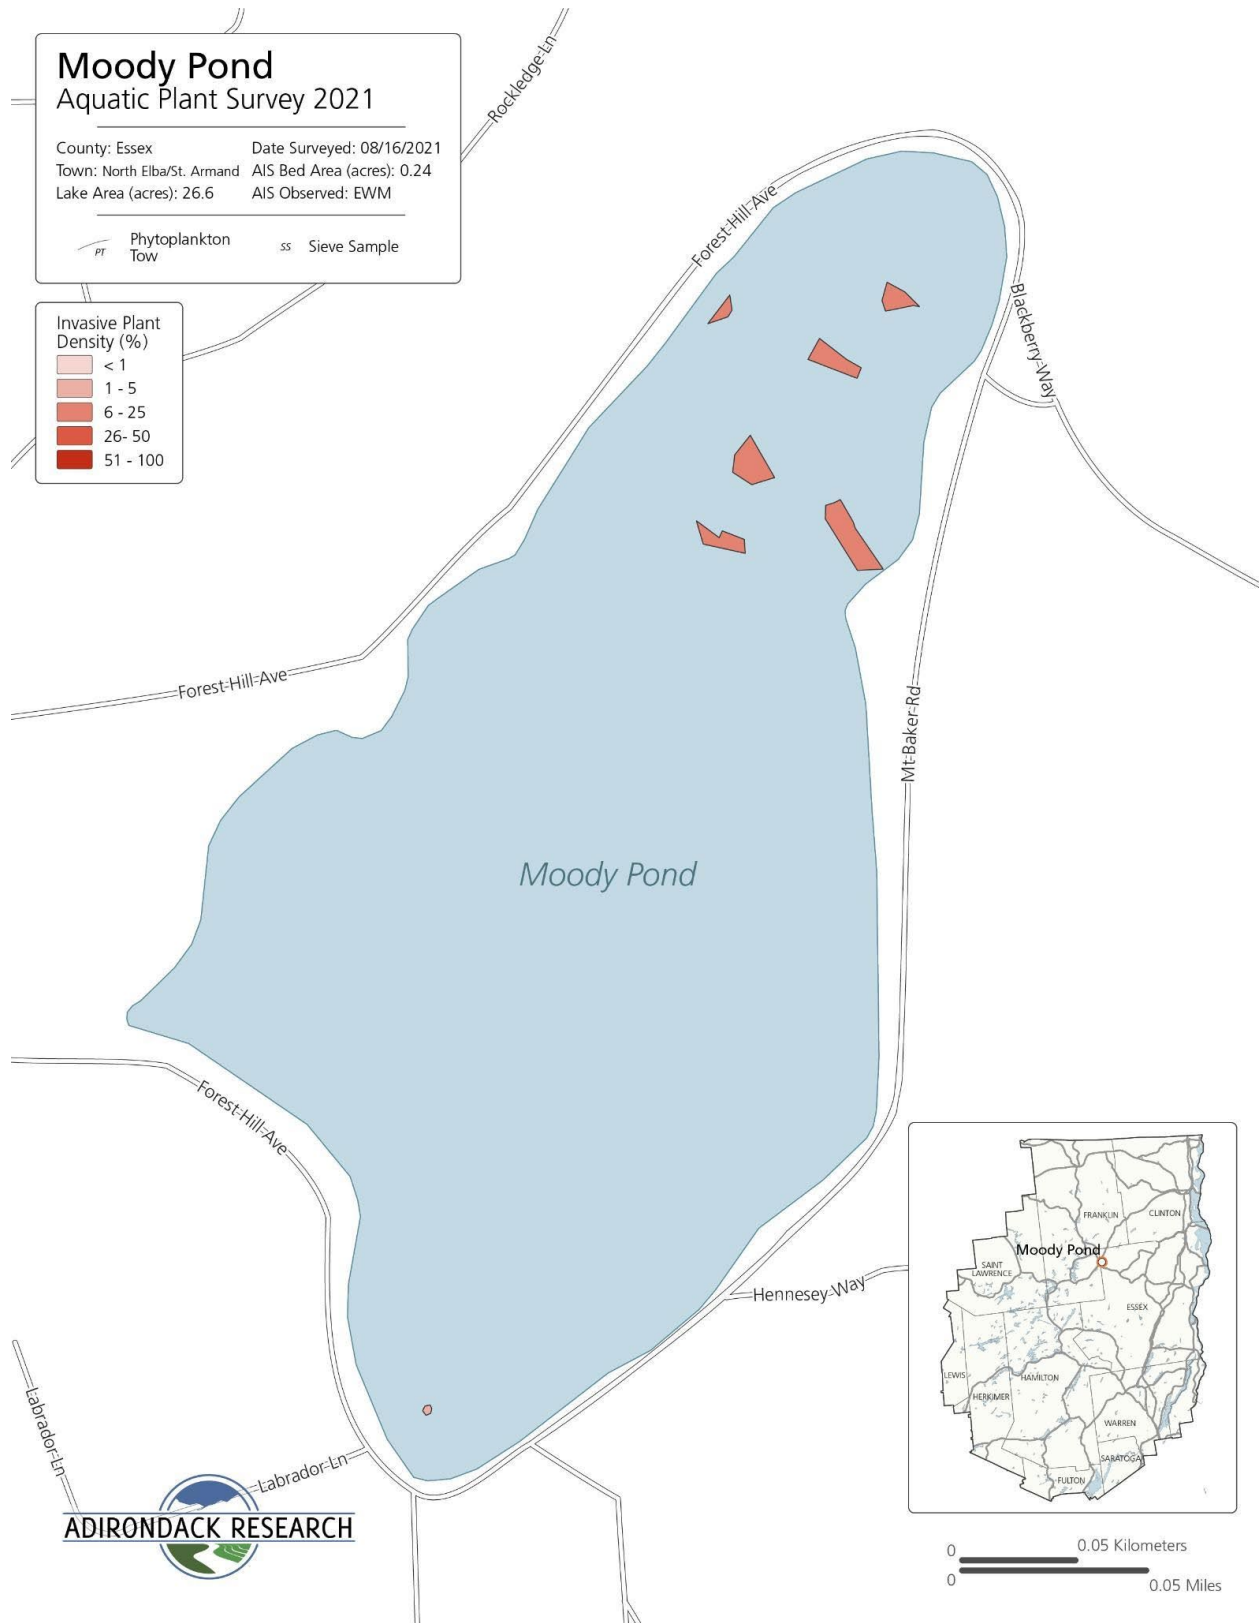 Moody Pond
Aquatic Plant Survey 2021
County: Essex
Date Surveyed: 08/16/2021
Town: North Elba/St. Armand
AIS Bed Area (acres): 0.24
Lake Area (acres): 26.6
AIS Observed: EWM
PT
Phytoplankton
Tow
SS
Sieve Sample
Invasive Plant
Density (%)
< 1
1 - 5
6 - 25
26- 50
51 - 100
Rockledge Ln
Forest Hill Ave
Blackberry Way
Forest Hill Ave
Mt Baker Rd
Moody Pond
Forest Hill Ave
Hennesey Way
Labrador Ln
Labrador Ln
ADIRONDACK RESEARCH
FRANKLIN
CLINTON
Moody Pond
SAINT
LAWRENCE
ESSEX
LEWIS
HAMILTON
HERKIMER
WARREN
SARATOGA
FULTON
0
0.05 Kilometers
0
0.05 Miles